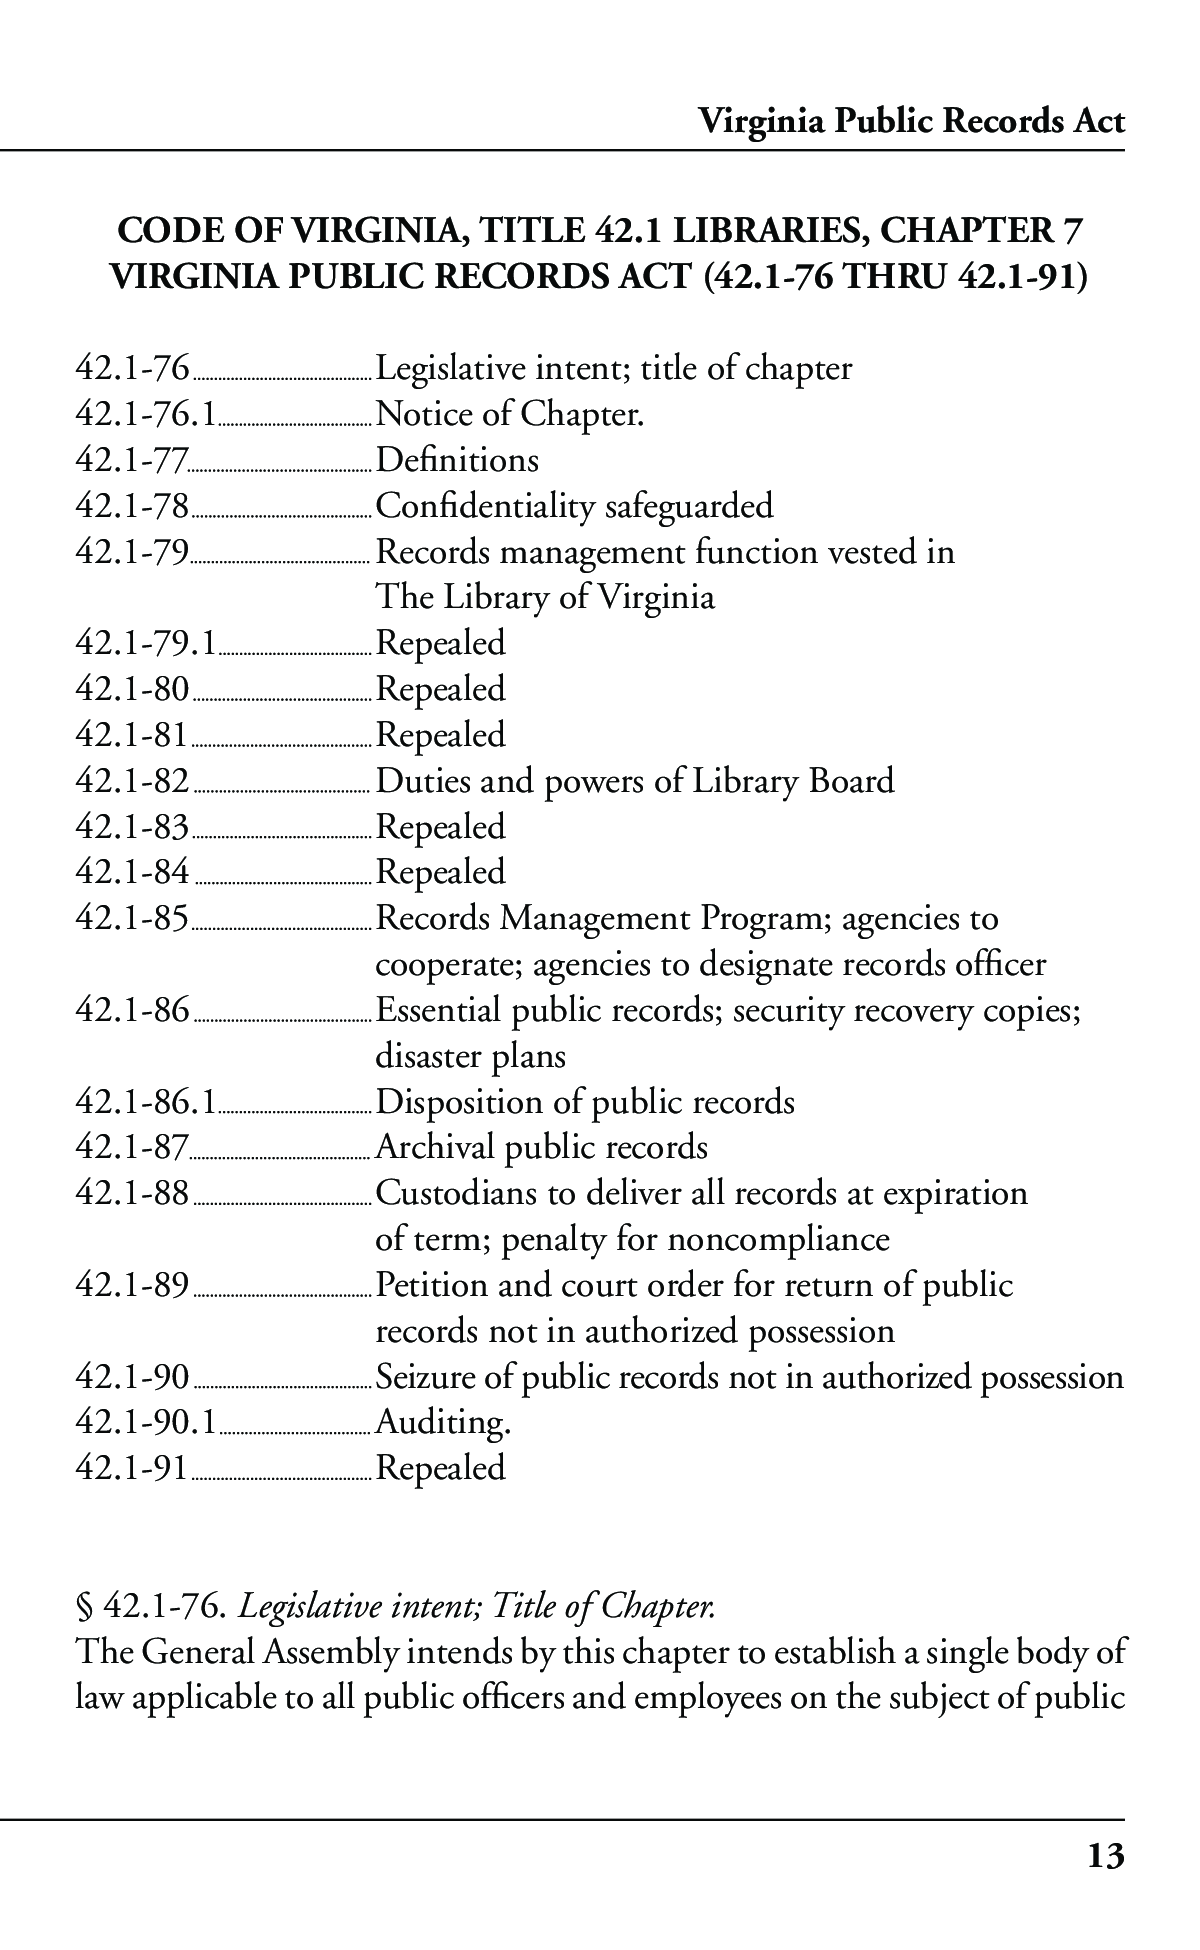 Virginia Public Records Act
CODE OF VIRGINIA, TITLE 42.1 LIBRARIES, CHAPTER 7
VIRGINIA PUBLIC RECORDS ACT (42.1-76 THRU 42.1-91)
42.1-76..........Legislative intent; title of chapter
42.1-76.1..........Notice of Chapter.
42.1-77..........Definitions
42.1-78..........Confidentiality safeguarded
42.1-79..........Records management function vested in
The Library of Virginia
42.1-79.1..........Repealed
42.1-80..........Repealed
42.1-81..........Repealed
42.1-82..........Duties and powers of Library Board
42.1-83..........Repealed
42.1-84..........Repealed
42.1-85..........Records Management Program; agencies to
cooperate; agencies to designate records officer
42.1-86..........Essential public records; security recovery copies;
disaster plans
42.1-86.1..........Disposition of public records
42.1-87..........Archival public records
42.1-88..........Custodians to deliver all records at expiration
of term; penalty for noncompliance
42.1-89..........Petition and court order for return of public
records not in authorized possession
42.1-90..........Seizure of public records not in authorized possession
42.1-90.1..........Auditing.
42.1-91..........Repealed
§ 42.1-76. Legislative intent; Title of Chapter.
The General Assembly intends by this chapter to establish a single body of
law applicable to all public officers and employees on the subject of public
13